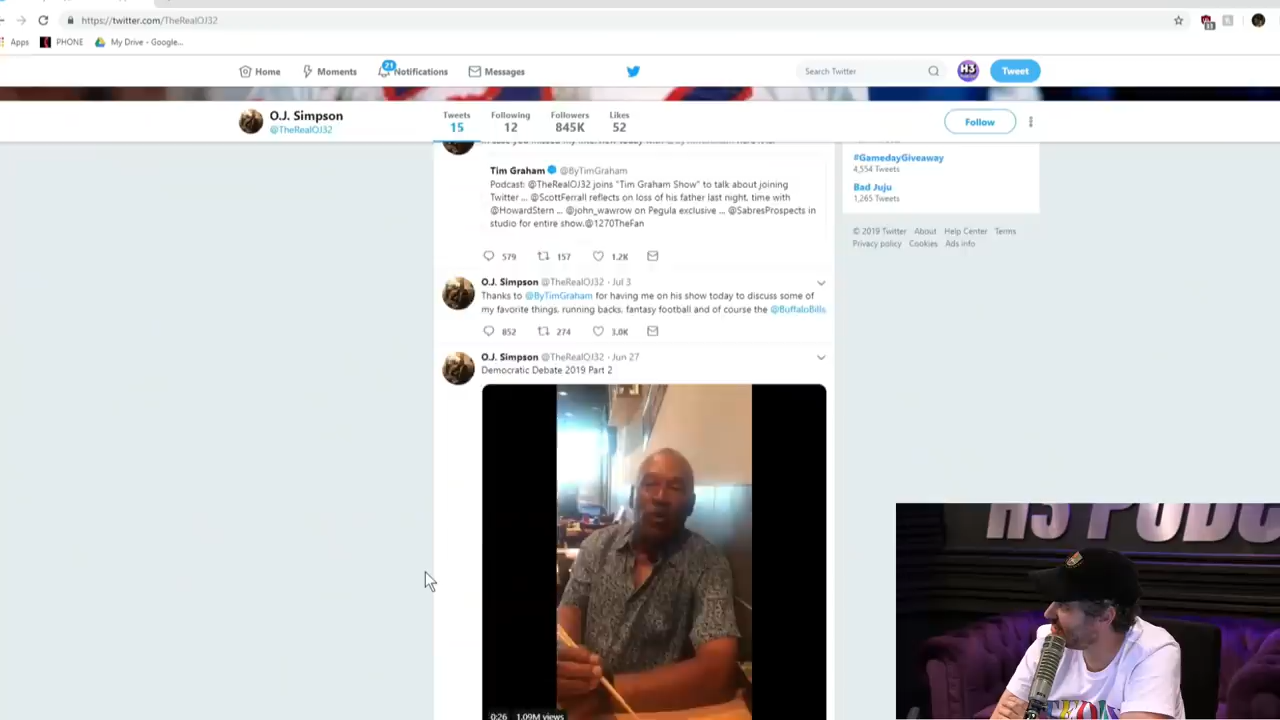 https://twitter.com/TheRealOJ32
Apps PHONE My Drive - Google...
Home Moments 21 Notifications Messages Search Twitter H3 Tweet
O.J. Simpson
@TheRealOJ32
Tweets Following Followers Likes
15 12 845K 52
Follow
Tim Graham @ByTimGraham
Podcast: @TheRealOJ32 joins "Tim Graham Show" to talk about joining
Twitter ... @ScottFerrall reflects on loss of his father last night, time with
@HowardStern ... @john_wawrow on Pegula exclusive ... @SabresProspects in
studio for entire show.@1270TheFan
579 157 1.2K
O.J. Simpson @TheRealOJ32 · Jul 3
Thanks to @ByTimGraham for having me on his show today to discuss some of
my favorite things, running backs, fantasy football and of course the @BuffaloBills
852 274 3.0K
O.J. Simpson @TheRealOJ32 · Jun 27
Democratic Debate 2019 Part 2
0:26 1.09M views
#GamedayGiveaway
4,554 Tweets
Bad Juju
1,265 Tweets
© 2019 Twitter About Help Center Terms
Privacy policy Cookies Ads info
H3 PODC